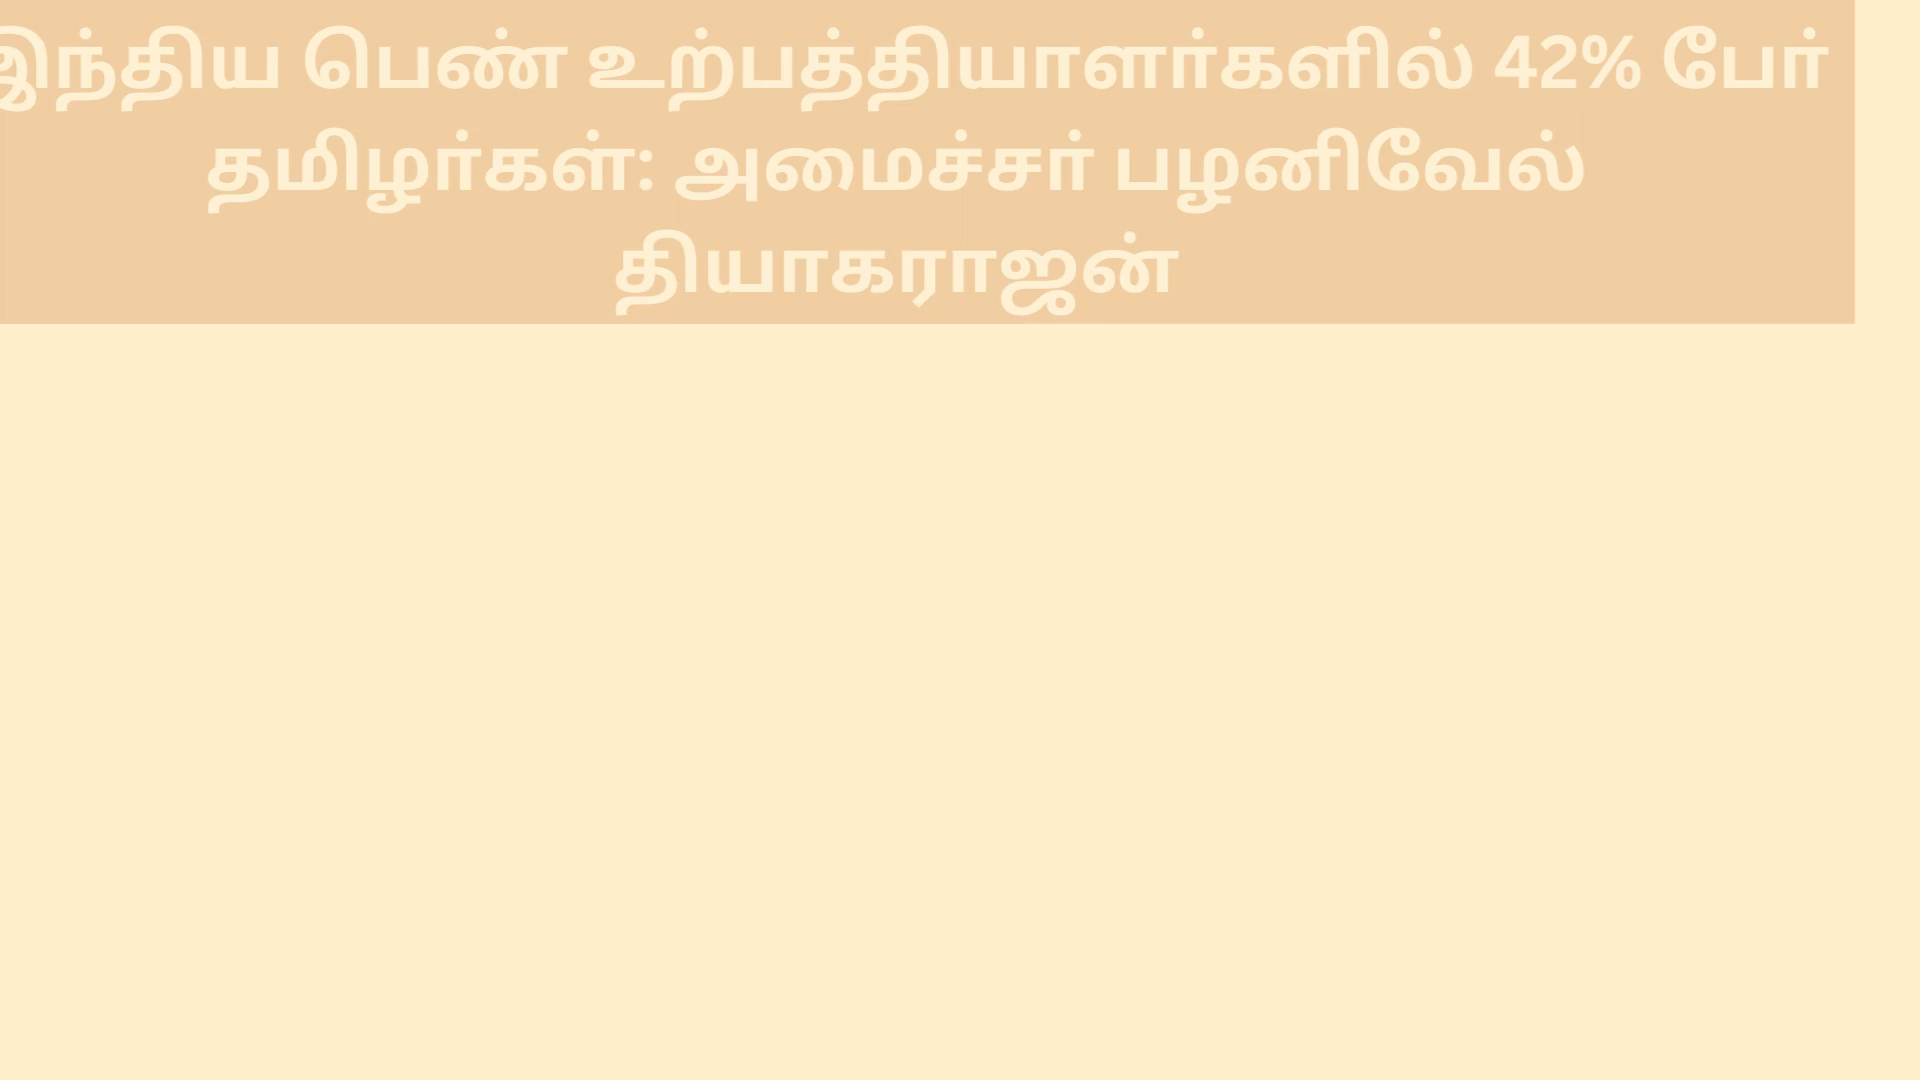 இந்திய பெண் உற்பத்தியாளர்களில் 42% பேர்
தமிழர்கள்: அமைச்சர் பழனிவேல்
தியாகராஜன்